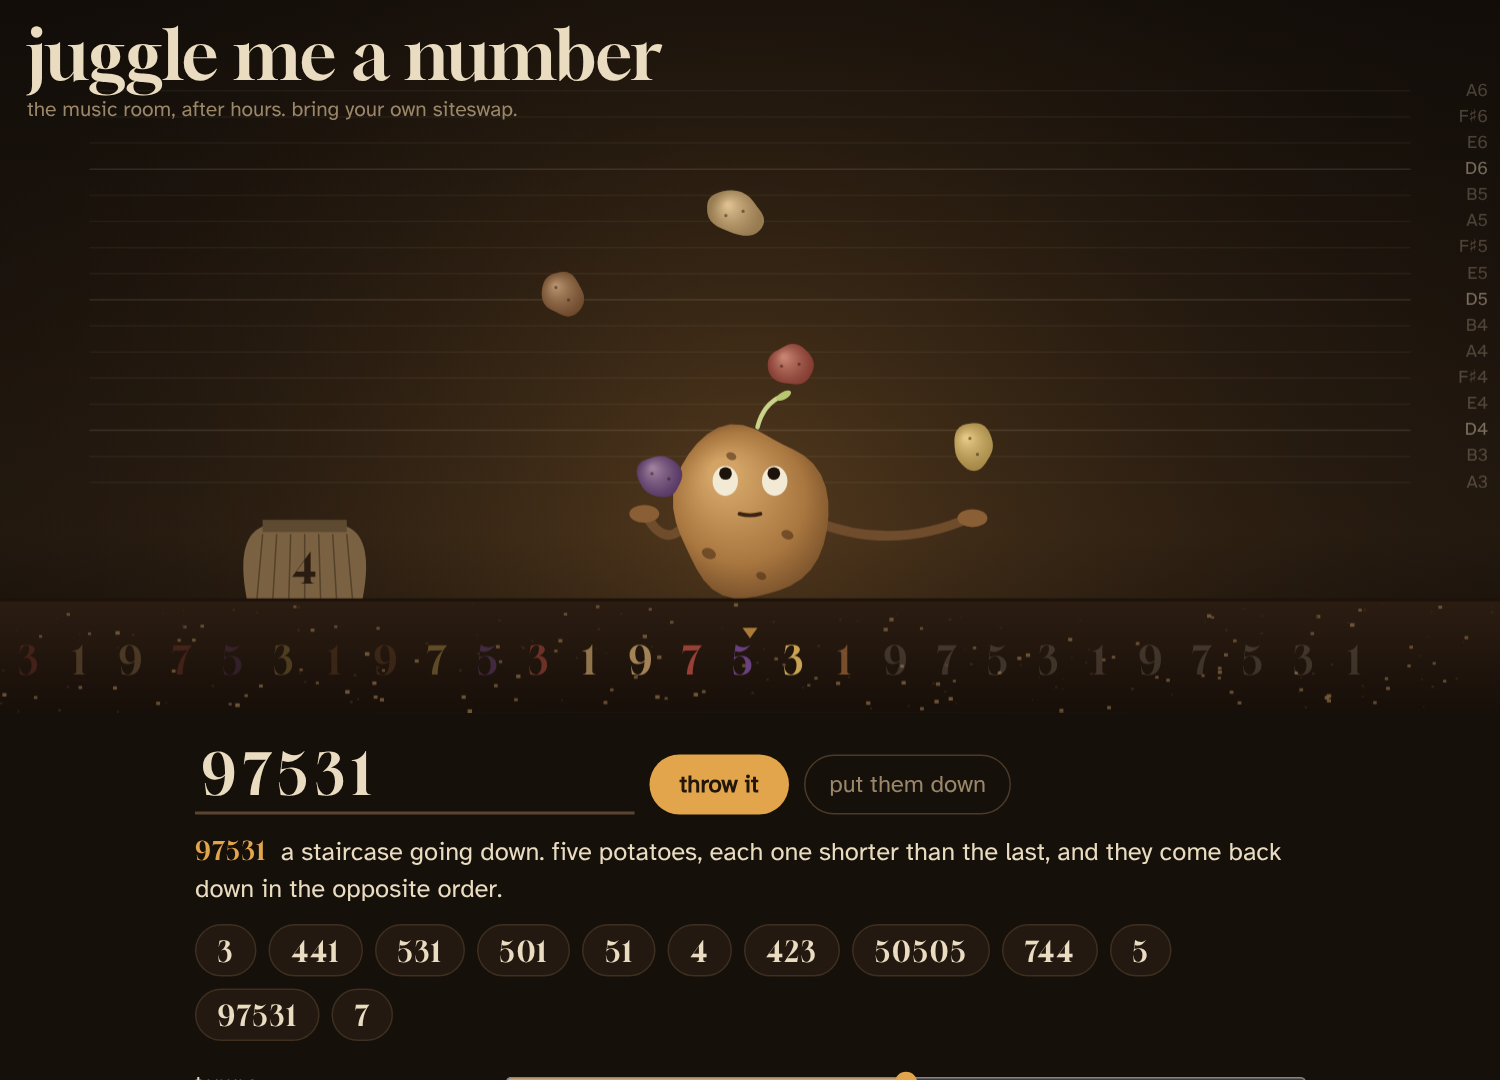 juggle me a number
the music room, after hours. bring your own siteswap.
A6
F♯6
E6
D6
B5
A5
F♯5
E5
D5
B4
A4
F♯4
E4
D4
B3
A3
4
3 1 9 7 5 3 1 9 7 5 3 1 9 7 5 3 1 9 7 5 3 1 9 7 5 3 1
97531 throw it put them down
97531 a staircase going down. five potatoes, each one shorter than the last, and they come back
down in the opposite order.
3 441 531 501 51 4 423 50505 744 5
97531 7